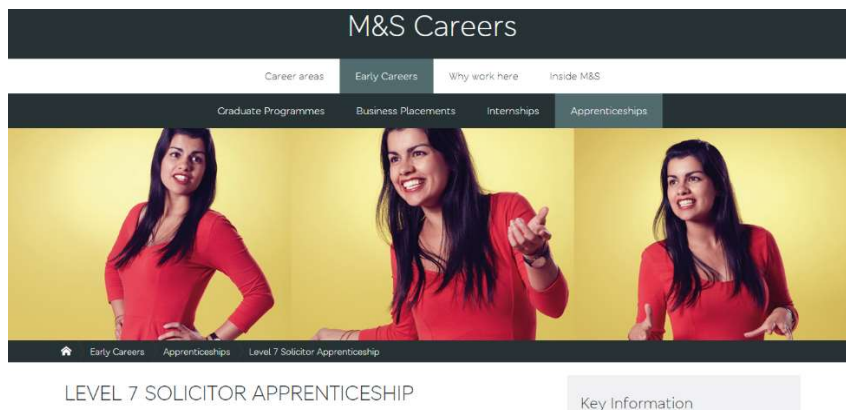 M&S Careers
Career areas Early Careers Why work here Inside M&S
Graduate Programmes Business Placements Internships Apprenticeships
Early Careers Apprenticeships Level 7 Solicitor Apprenticeship
LEVEL 7 SOLICITOR APPRENTICESHIP
Key Information